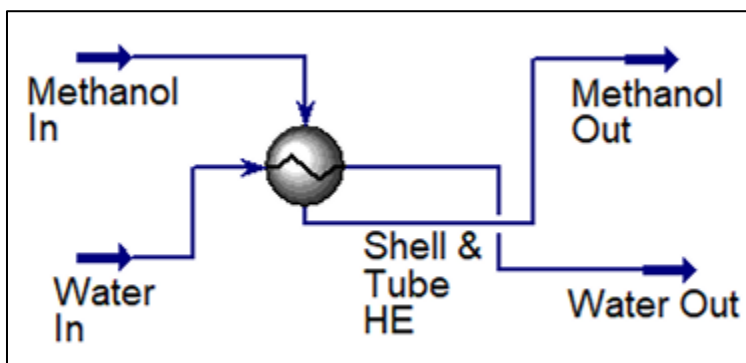 Methanol
In
Methanol
Out
Shell &
Tube
HE
Water
In
Water Out